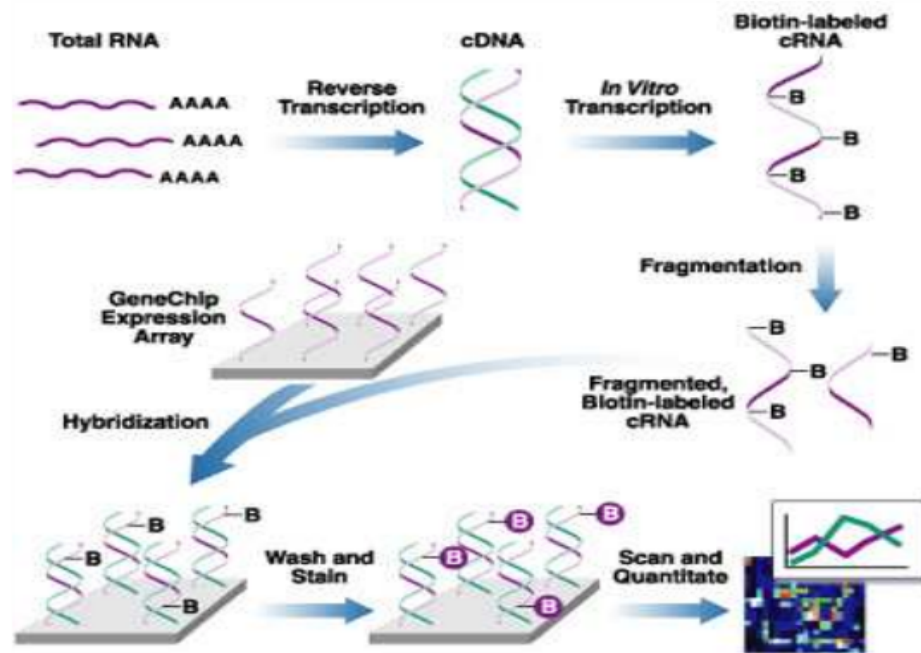 Total RNA
AAAA
AAAA
AAAA
Reverse
Transcription
cDNA
In Vitro
Transcription
Biotin-labeled
cRNA
B
B
B
B
Fragmentation
GeneChip
Expression
Array
B
B
B
B
Fragmented,
Biotin-labeled
cRNA
Hybridization
B
B
B
B
Wash and
Stain
B
B
B
B
Scan and
Quantitate